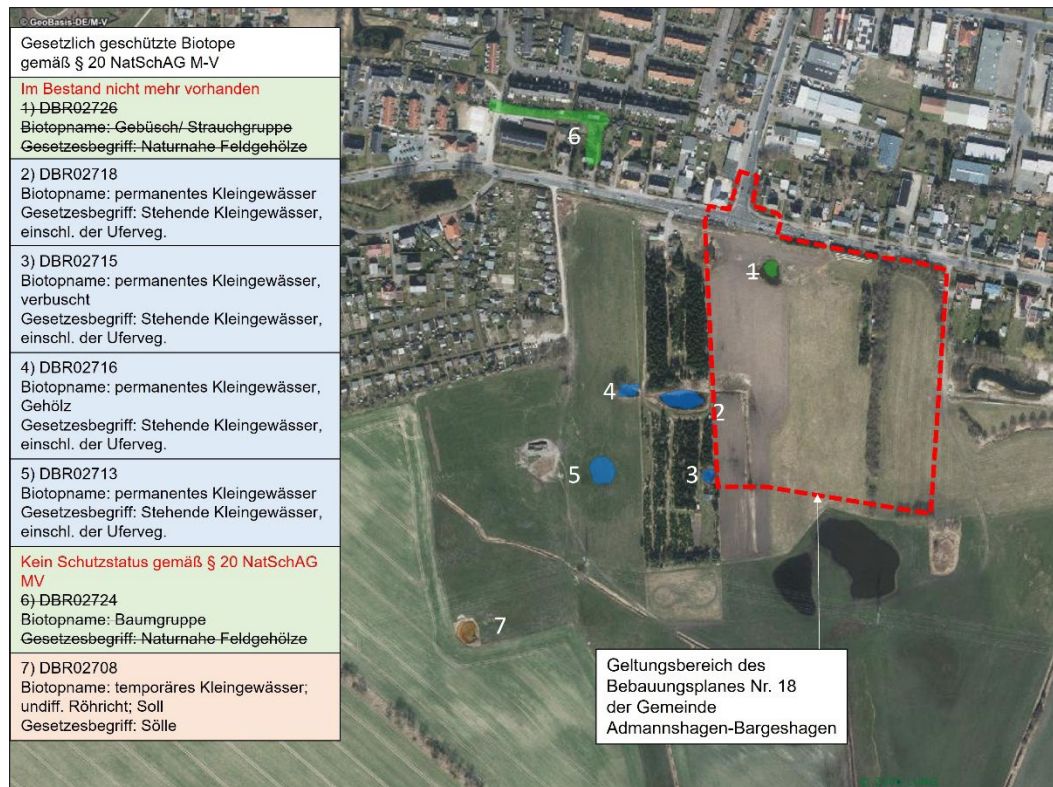 © GeoBasis-DE/M-V
Gesetzlich geschützte Biotope
gemäß § 20 NatSchAG M-V
Im Bestand nicht mehr vorhanden
1) DBR02726
Biotopname: Gebüsch/ Strauchgruppe
Gesetzesbegriff: Naturnahe Feldgehölze
2) DBR02718
Biotopname: permanentes Kleingewässer
Gesetzesbegriff: Stehende Kleingewässer,
einschl. der Uferveg.
3) DBR02715
Biotopname: permanentes Kleingewässer,
verbuscht
Gesetzesbegriff: Stehende Kleingewässer,
einschl. der Uferveg.
4) DBR02716
Biotopname: permanentes Kleingewässer,
Gehölz
Gesetzesbegriff: Stehende Kleingewässer,
einschl. der Uferveg.
5) DBR02713
Biotopname: permanentes Kleingewässer
Gesetzesbegriff: Stehende Kleingewässer,
einschl. der Uferveg.
Kein Schutzstatus gemäß § 20 NatSchAG
MV
6) DBR02724
Biotopname: Baumgruppe
Gesetzesbegriff: Naturnahe Feldgehölze
7) DBR02708
Biotopname: temporäres Kleingewässer;
undiff. Röhricht; Soll
Gesetzesbegriff: Sölle
6
1
4
2
5
3
7
Geltungsbereich des
Bebauungsplanes Nr. 18
der Gemeinde
Admannshagen-Bargeshagen